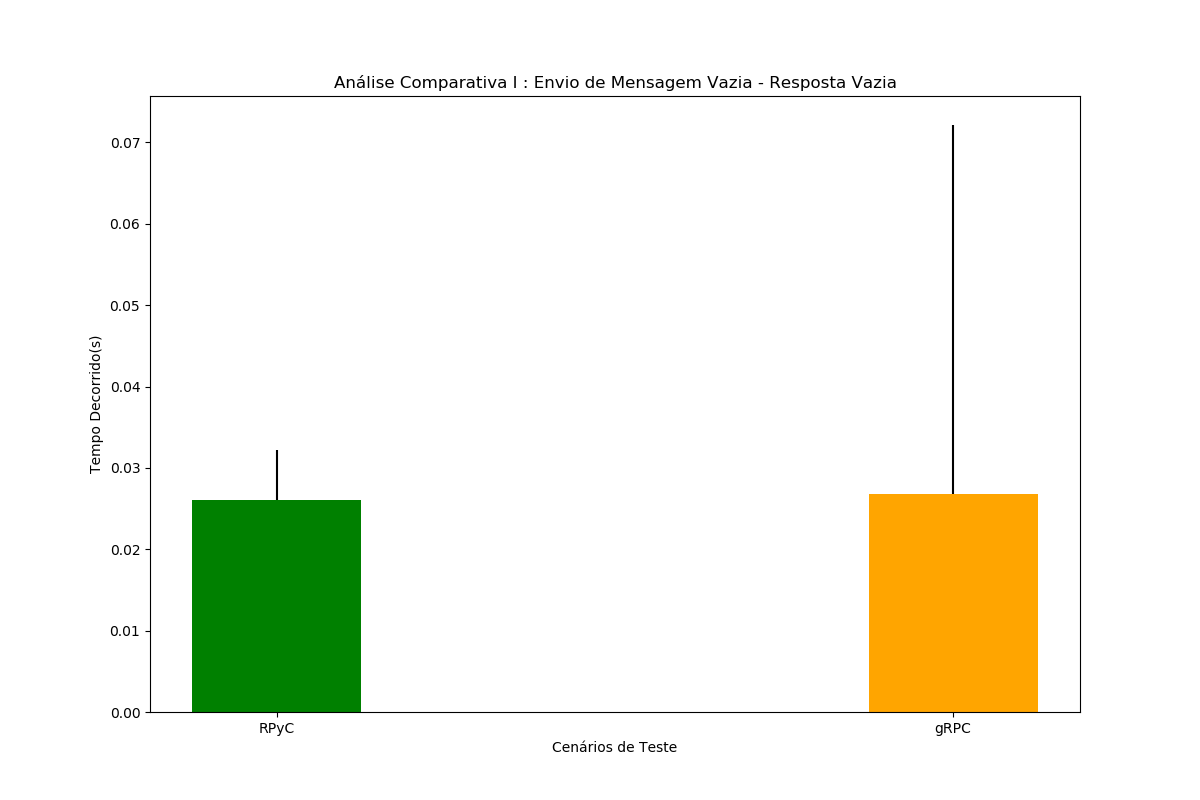 Análise Comparativa I : Envio de Mensagem Vazia - Resposta Vazia
0.07
0.06
0.05
0.04
0.03
0.02
0.01
0.00
Tempo Decorrido(s)
RPyC
gRPC
Cenários de Teste